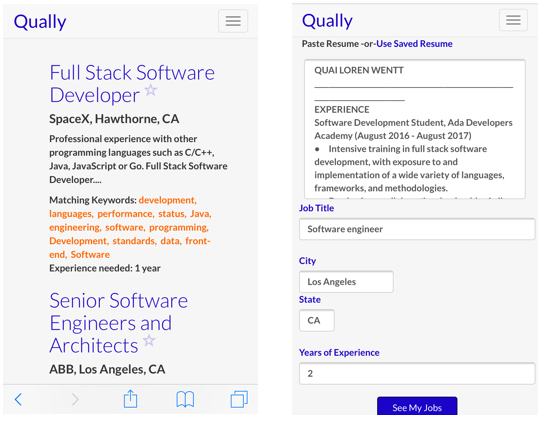 Qually
Full Stack Software
Developer
SpaceX, Hawthorne, CA
Professional experience with other
programming languages such as C/C++,
Java, JavaScript or Go. Full Stack Software
Developer....
Matching Keywords: development,
languages, performance, status, Java,
engineering, software, programming,
Development, standards, data, front-
end, Software
Experience needed: 1 year
Senior Software
Engineers and
Architects
ABB, Los Angeles, CA
Qually
Paste Resume -or-Use Saved Resume
QUAI LOREN WENTT
EXPERIENCE
Software Development Student, Ada Developers
Academy (August 2016 - August 2017)
● Intensive training in full stack software
development, with exposure to and
implementation of a wide variety of languages,
frameworks, and methodologies.
Job Title
Software engineer
City
Los Angeles
State
CA
Years of Experience
2
See My Jobs